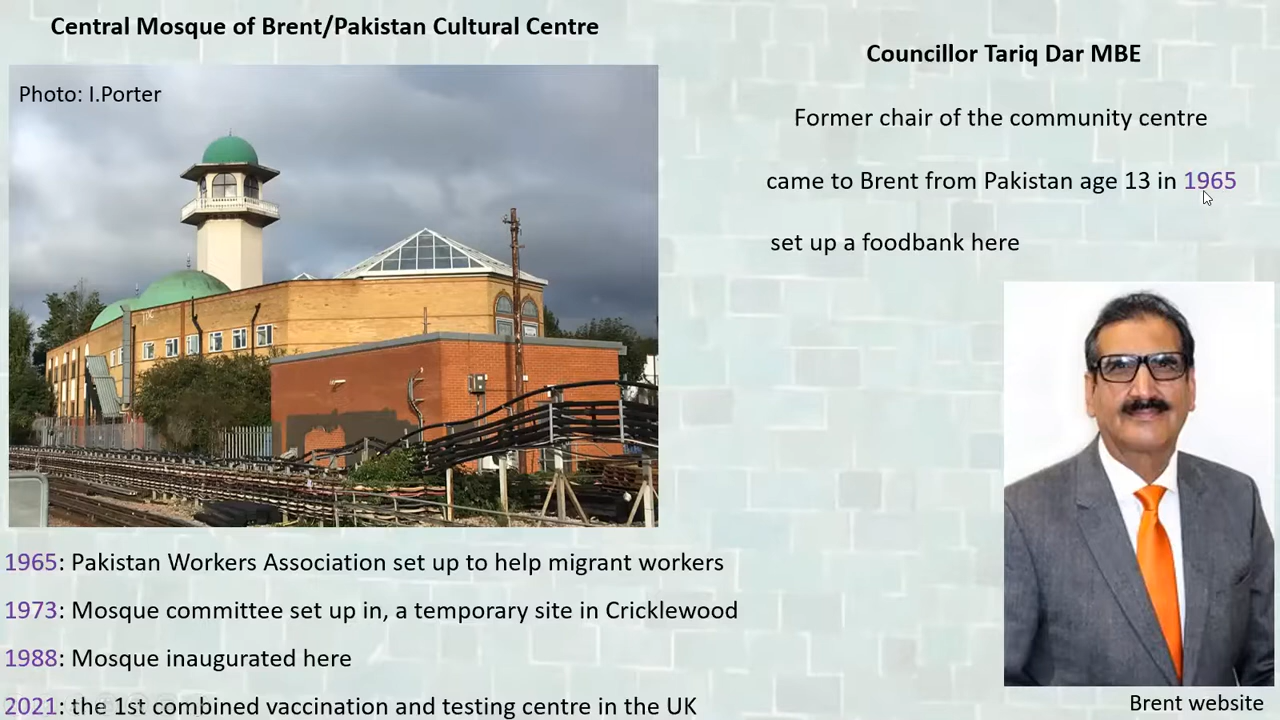 Central Mosque of Brent/Pakistan Cultural Centre
Photo: I.Porter
1965: Pakistan Workers Association set up to help migrant workers
1973: Mosque committee set up in, a temporary site in Cricklewood
1988: Mosque inaugurated here
2021: the 1st combined vaccination and testing centre in the UK
Councillor Tariq Dar MBE
Former chair of the community centre
came to Brent from Pakistan age 13 in 1965
set up a foodbank here
Brent website